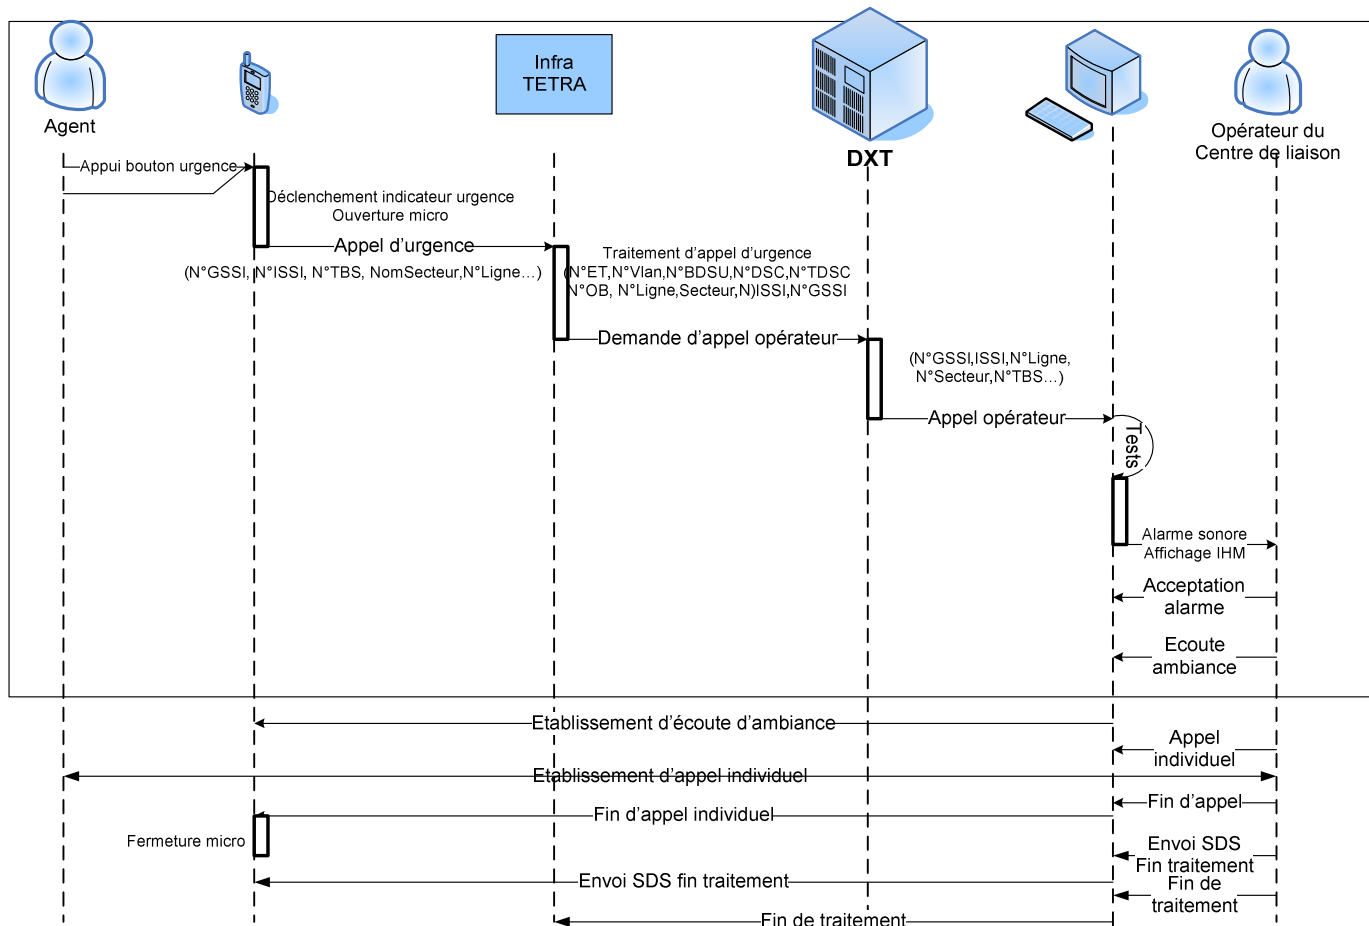 Agent
Infra
TETRA
DXT
Opérateur du
Centre de liaison
Appui bouton urgence
Déclenchement indicateur urgence
Ouverture micro
Appel d’urgence
(N°GSSI, N°ISSI, N°TBS, NomSecteur,N°Ligne…)
Traitement d’appel d’urgence
(N°ET,N°Vlan,N°BDSU,N°DSC,N°TDSC
N°OB, N°Ligne,Secteur,N)ISSI,N°GSSI
Demande d’appel opérateur
(N°GSSI,ISSI,N°Ligne,
N°Secteur,N°TBS…)
Appel opérateur
Tests
Alarme sonore
Affichage IHM
Acceptation
alarme
Ecoute
ambiance
Etablissement d’écoute d’ambiance
Appel
individuel
Etablissement d’appel individuel
Fin d’appel
Fin d’appel individuel
Fermeture micro
Envoi SDS
Fin traitement
Envoi SDS fin traitement
Fin de
traitement
Fin de traitement